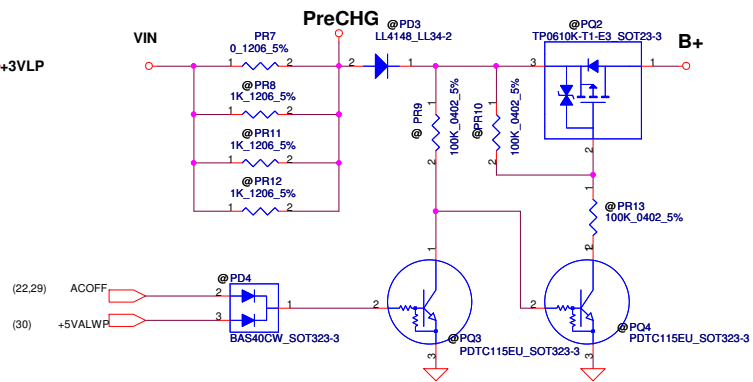 PreCHG
+3VLP
VIN
PR7
0_1206_5%
1
2
@PR8
1K_1206_5%
1
2
@PR11
1K_1206_5%
1
2
@PR12
1K_1206_5%
1
2
@PD3
LL4148_LL34-2
2
1
@PR9
100K_0402_5%
1
2
@PR10
100K_0402_5%
1
2
@PQ2
TP0610K-T1-E3_SOT23-3
3
1
2
B+
@PR13
100K_0402_5%
1
2
(22,29)
ACOFF
(30)
+5VALWP
@PD4
2
3
1
BAS40CW_SOT323-3
2
1
3
@PQ3
PDTC115EU_SOT323-3
2
1
3
@PQ4
PDTC115EU_SOT323-3